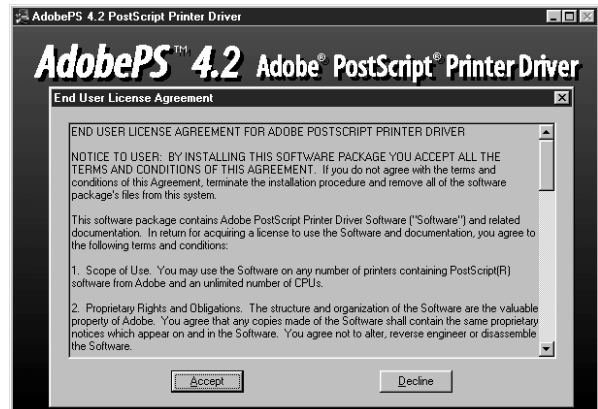 AdobePS 4.2 PostScript Printer Driver
AdobePS™ 4.2 Adobe® PostScript® Printer Driver
End User License Agreement
END USER LICENSE AGREEMENT FOR ADOBE POSTSCRIPT PRINTER DRIVER
NOTICE TO USER: BY INSTALLING THIS SOFTWARE PACKAGE YOU ACCEPT ALL THE
TERMS AND CONDITIONS OF THIS AGREEMENT. If you do not agree with the terms and
conditions of this Agreement, terminate the installation procedure and remove all of the software
package's files from this system.
This software package contains Adobe PostScript Printer Driver Software ("Software") and related
documentation. In return for acquiring a license to use the Software and documentation, you agree to
the following terms and conditions:
1. Scope of Use. You may use the Software on any number of printers containing PostScript(R)
software from Adobe and an unlimited number of CPUs.
2. Proprietary Rights and Obligations. The structure and organization of the Software are the valuable
property of Adobe. You agree that any copies made of the Software shall contain the same proprietary
notices which appear on and in the Software. You agree not to alter, reverse engineer or disassemble
the Software.
Accept Decline